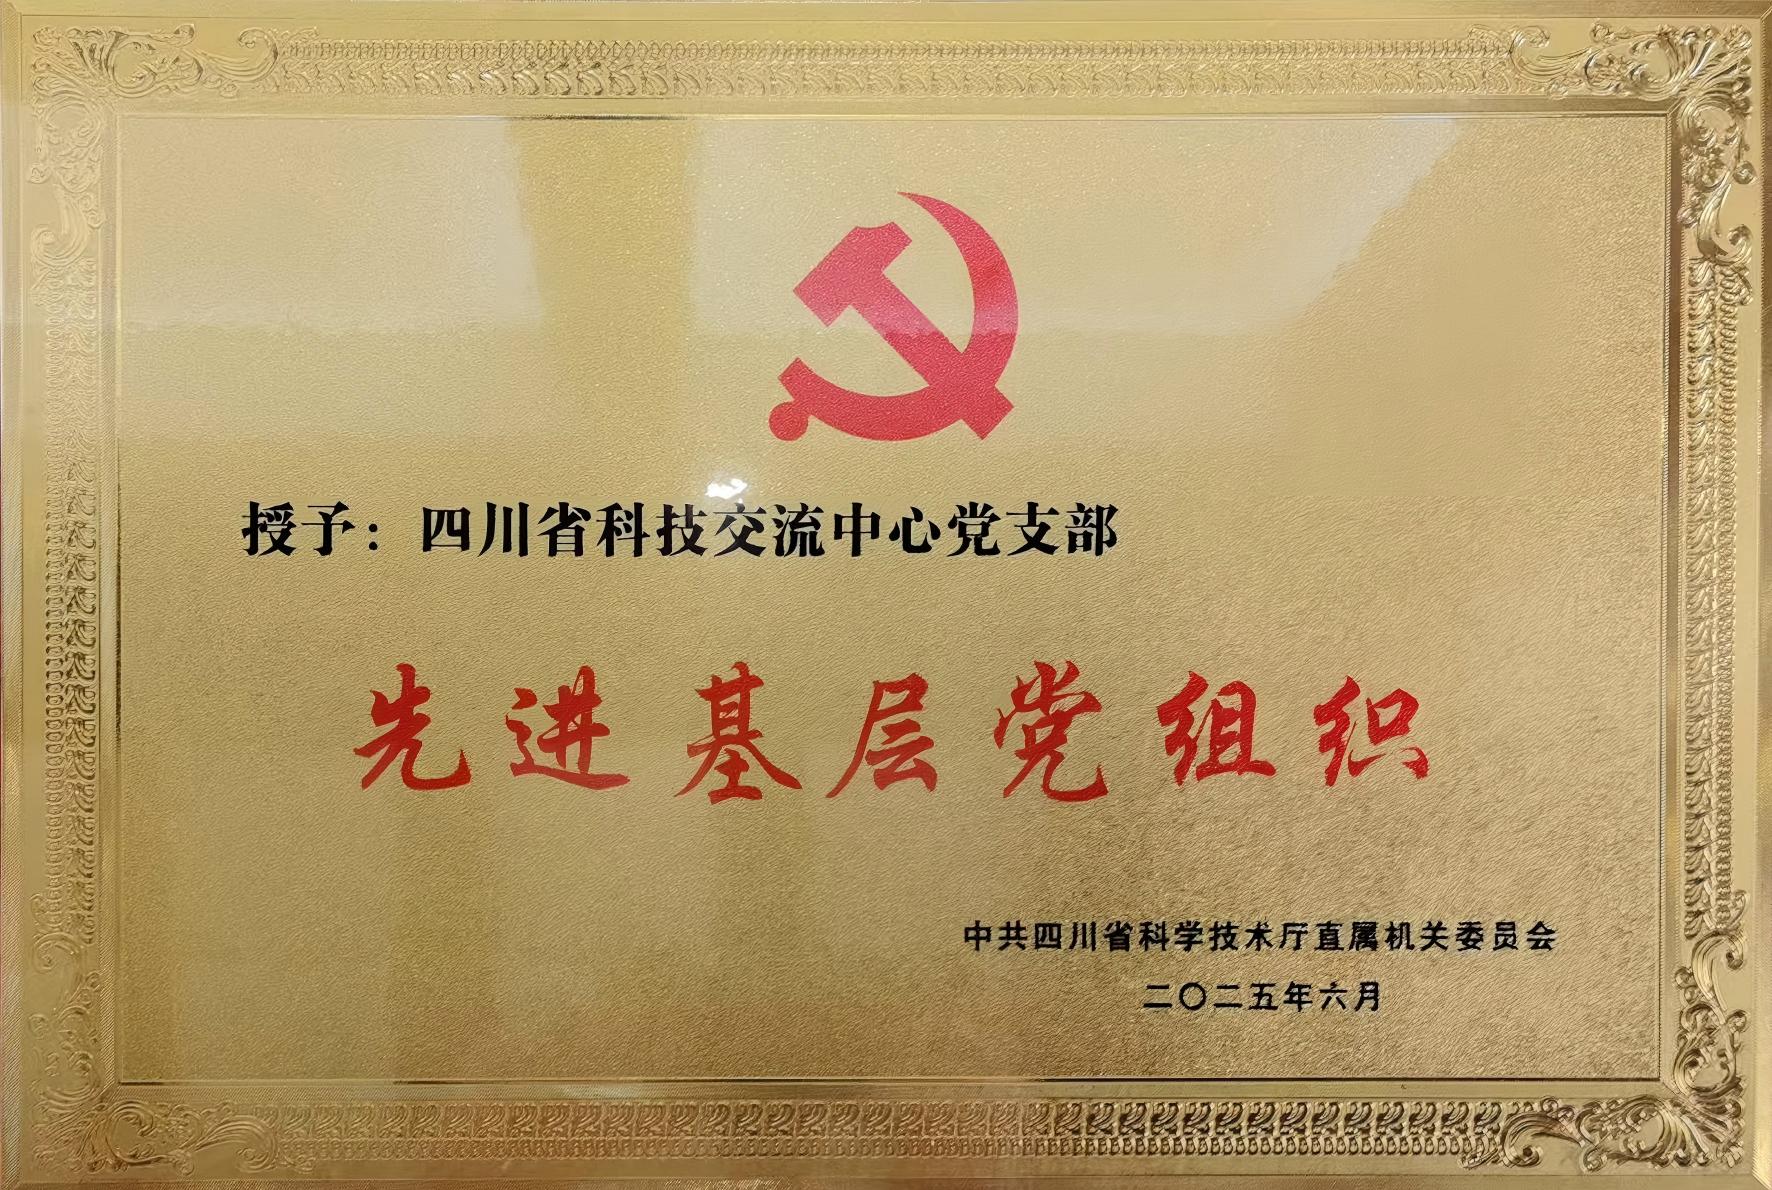 授予：四川省科技交流中心党支部
先进基层党组织
中共四川省科学技术厅直属机关委员会
二〇二五年六月